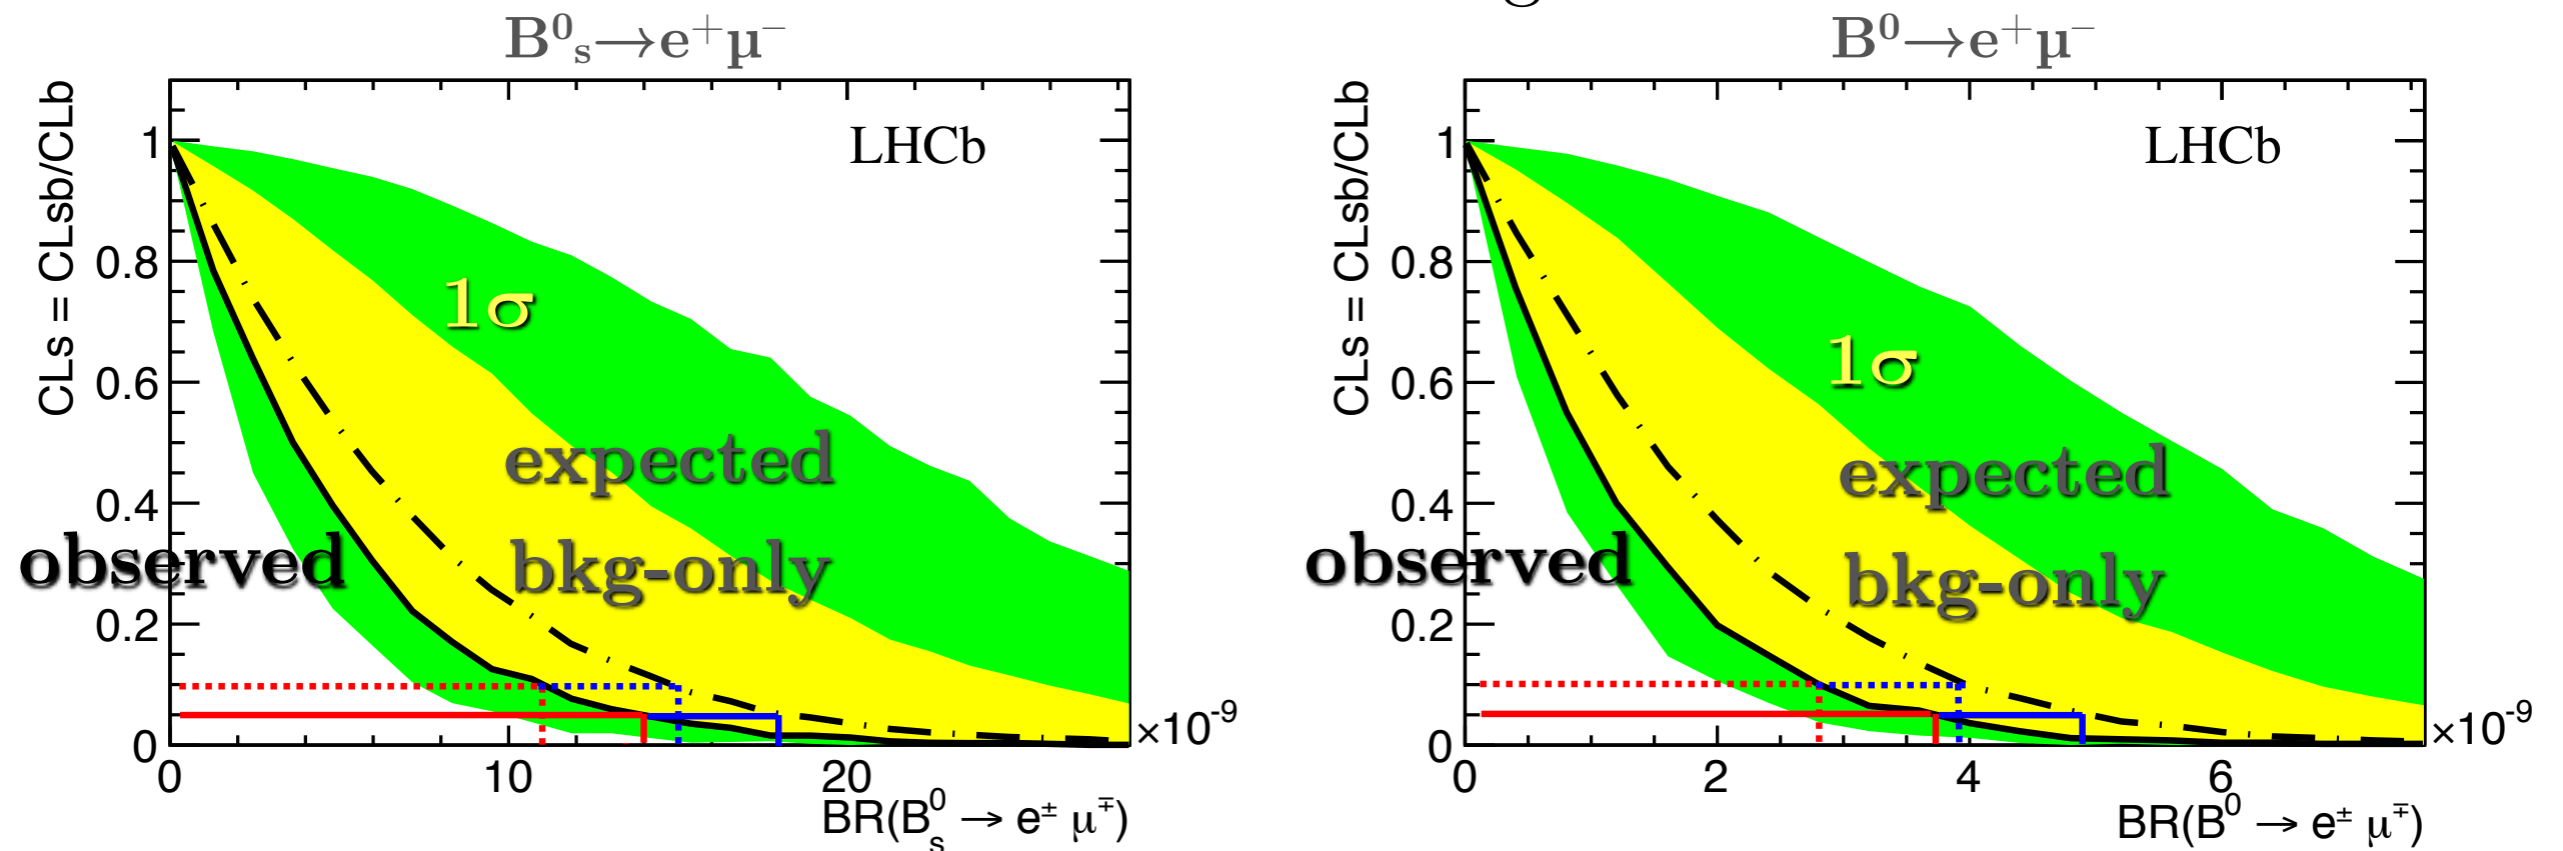 B⁰ₛ→e⁺μ⁻
CLs = CLsb/CLb
LHCb
1
0.8
0.6
0.4
0.2
0
1σ
expected
bkg-only
observed
×10⁻⁹
0 10 20
BR(B⁰ₛ → e± μ∓)
B⁰→e⁺μ⁻
CLs = CLsb/CLb
LHCb
1
0.8
0.6
0.4
0.2
0
1σ
expected
bkg-only
observed
×10⁻⁹
0 2 4 6
BR(B⁰ → e± μ∓)